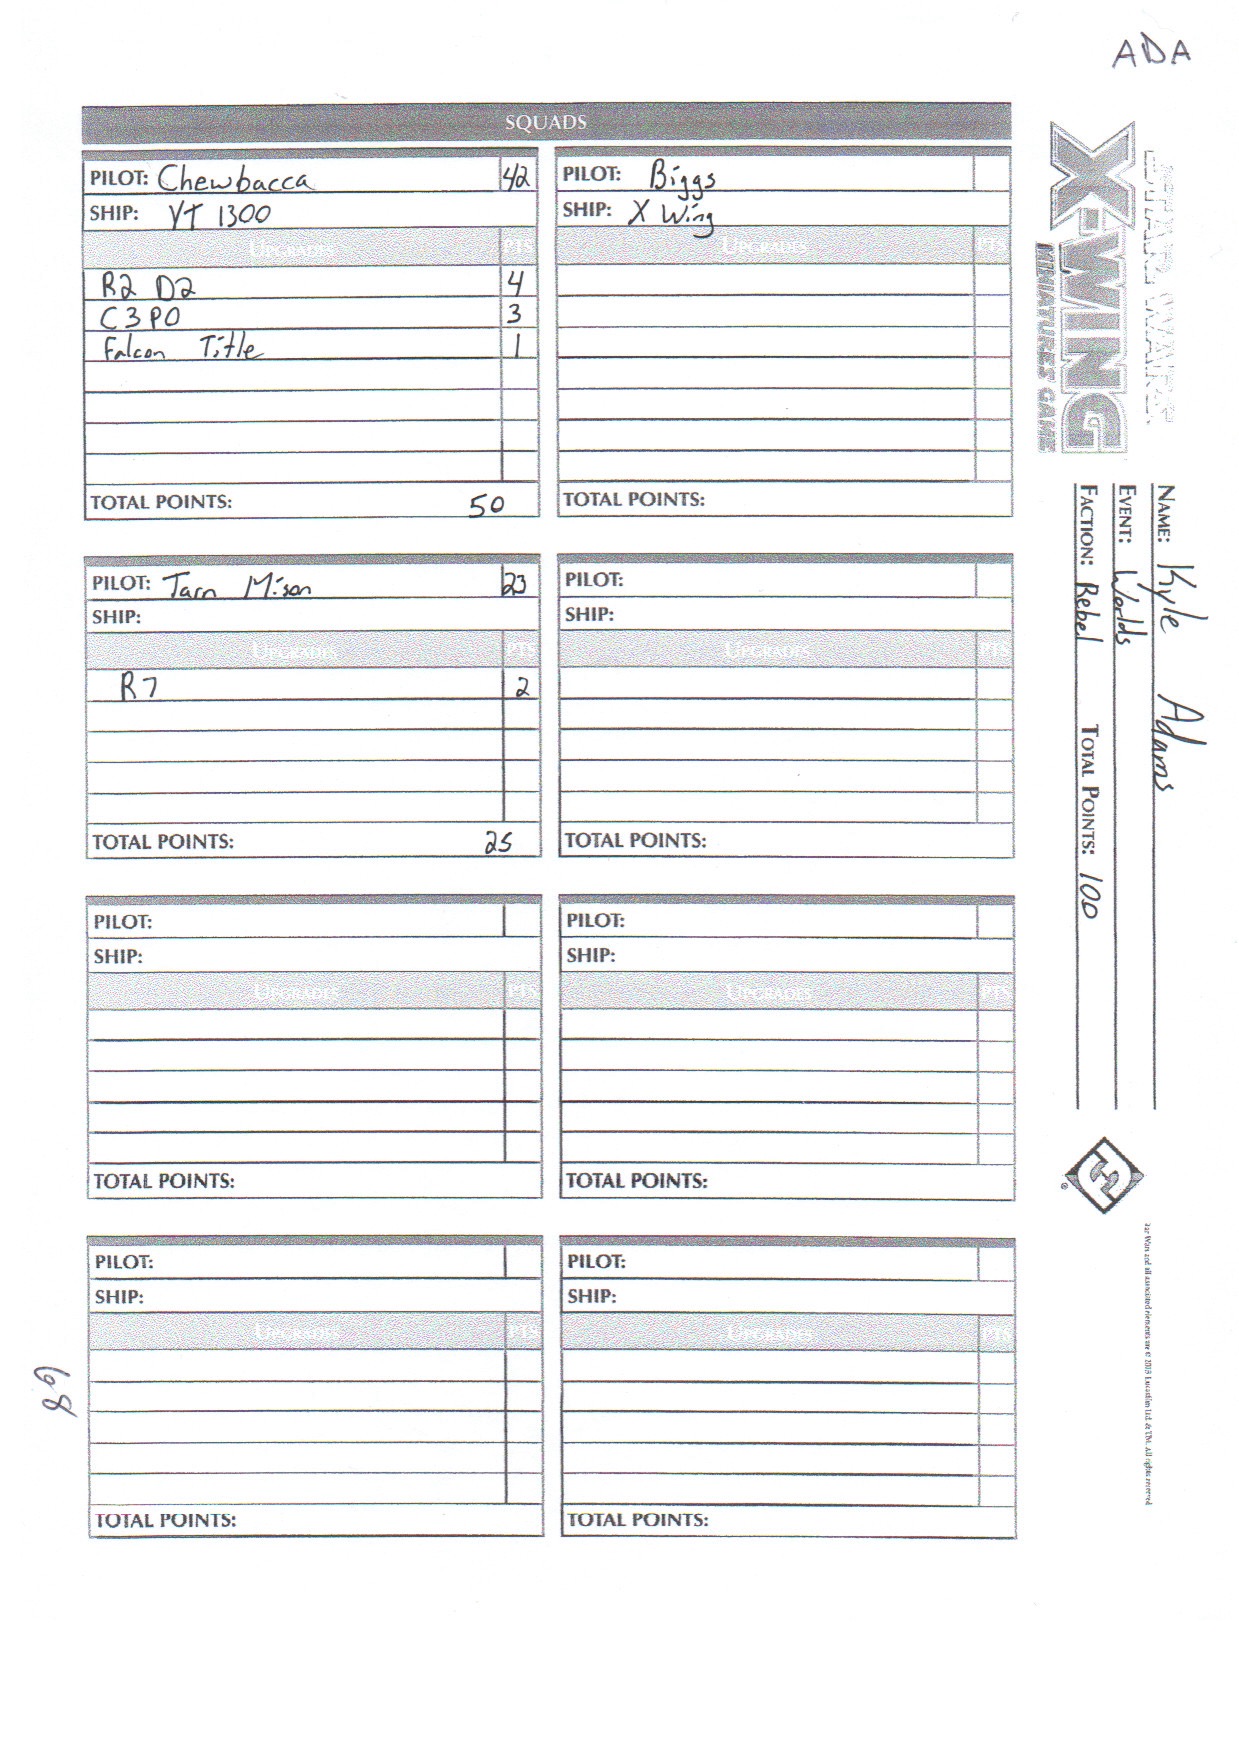 ADA
SQUADS
PILOT: Chewbacca 42
SHIP: YT 1300
UPGRADES PTS
R2 D2 4
C3PO 3
Falcon Title 1
TOTAL POINTS: 50
PILOT: Biggs
SHIP: X Wing
UPGRADES PTS
TOTAL POINTS:
PILOT: Tarn Mison 23
SHIP:
UPGRADES PTS
R7 2
TOTAL POINTS: 25
PILOT:
SHIP:
UPGRADES PTS
TOTAL POINTS:
PILOT:
SHIP:
UPGRADES PTS
TOTAL POINTS:
PILOT:
SHIP:
UPGRADES PTS
TOTAL POINTS:
PILOT:
SHIP:
UPGRADES PTS
TOTAL POINTS:
PILOT:
SHIP:
UPGRADES PTS
TOTAL POINTS:
STAR WARS
X-WING
MINIATURES GAME
NAME: Kyle Adams
EVENT: Worlds
FACTION: Rebel TOTAL POINTS: 100
Star Wars and all associated elements are © 2013 Lucasfilm Ltd. & TM. All rights reserved.
68